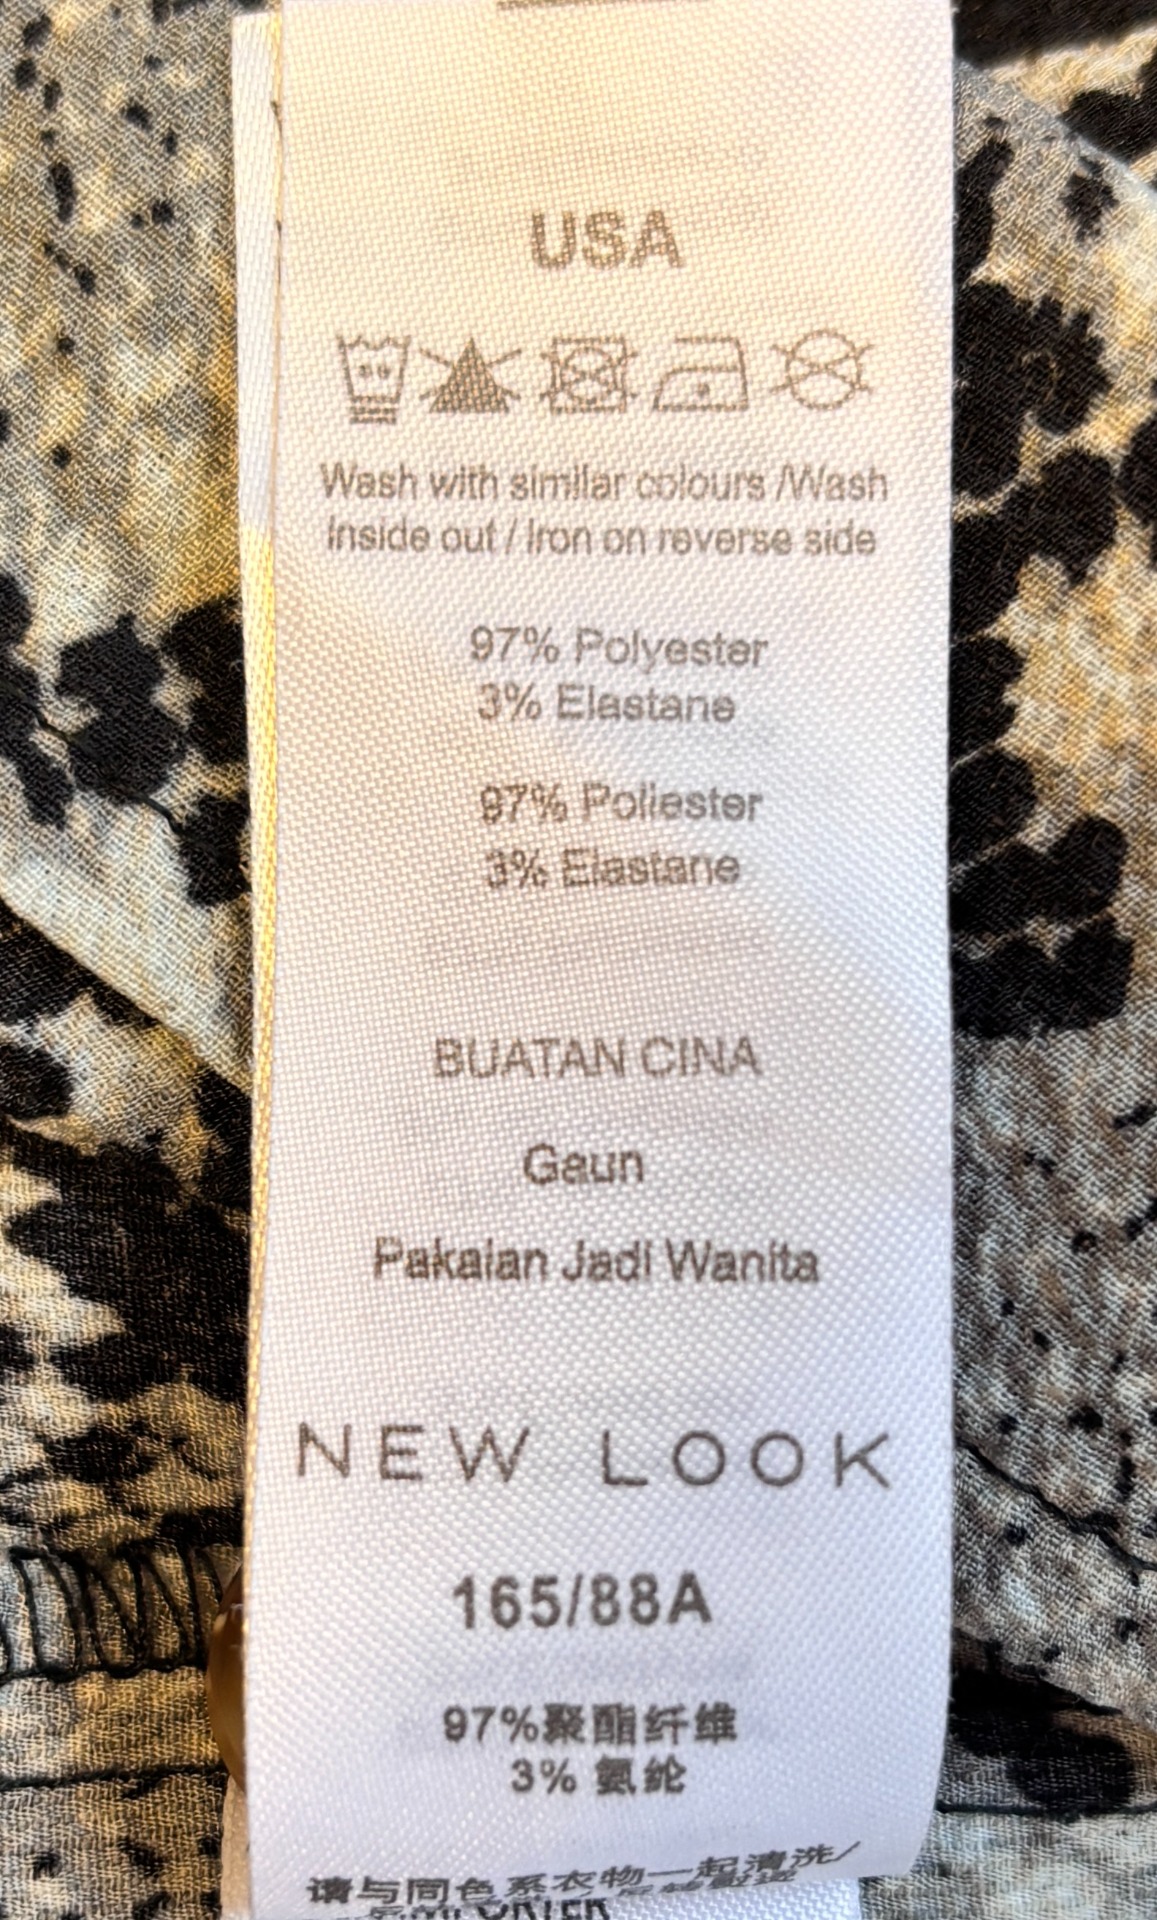 USA
Wash with similar colours /Wash
inside out / Iron on reverse side
97% Polyester
3% Elastane
97% Poliester
3% Elastane
BUATAN CINA
Gaun
Pakaian Jadi Wanita
NEW LOOK
165/88A
97%聚酯纤维
3% 氨纶
请与同色系衣物一起清洗/